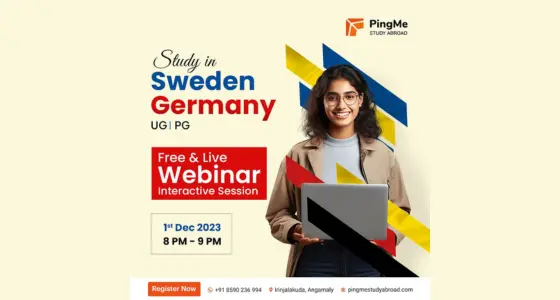 PingMe
STUDY ABROAD
Study in
Sweden
Germany
UG| PG
Free & Live
Webinar
Interactive Session
1st Dec 2023
8 PM - 9 PM
Register Now
+91 8590 236 994
Irinjalakuda, Angamaly
pingmestudyabroad.com